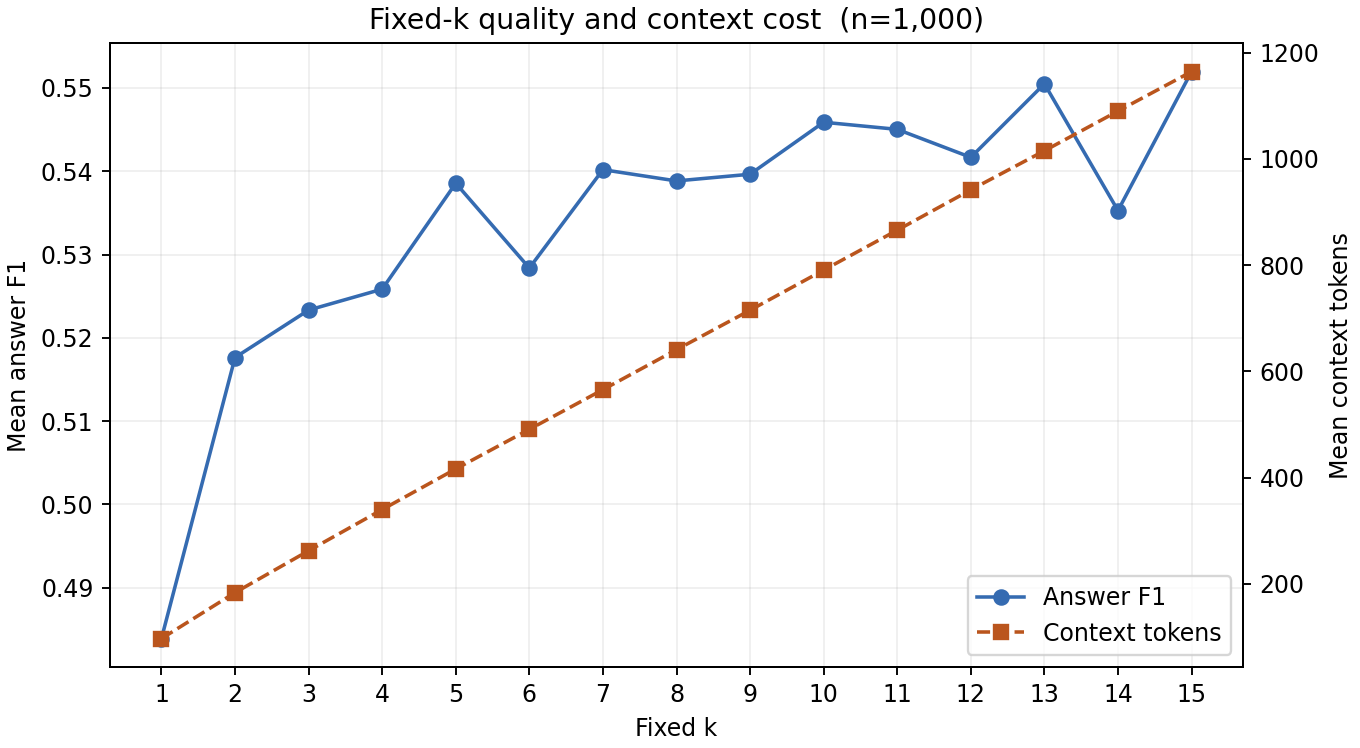 Fixed-k quality and context cost (n=1,000)
Mean answer F1
0.55
0.54
0.53
0.52
0.51
0.50
0.49
1200
1000
800
600
400
200
Mean context tokens
Answer F1
Context tokens
1 2 3 4 5 6 7 8 9 10 11 12 13 14 15
Fixed k